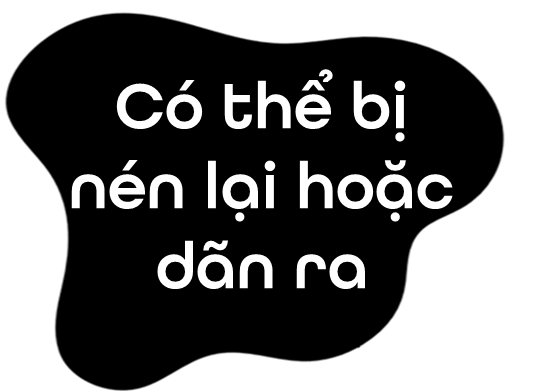 Có thể bị
nén lại hoặc
dãn ra